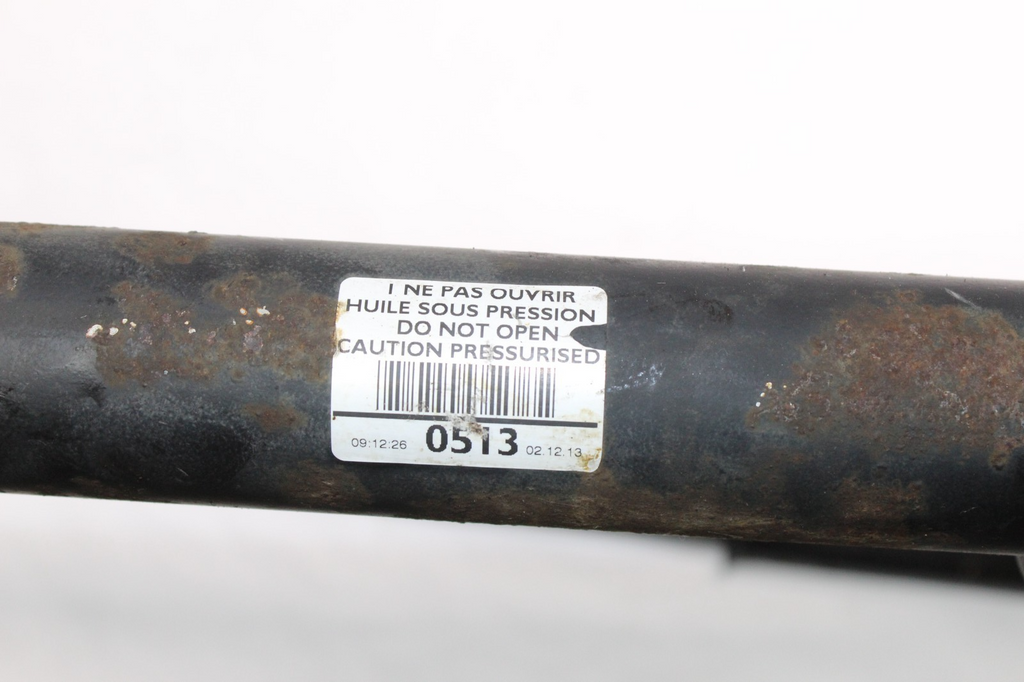 ! NE PAS OUVRIR
HUILE SOUS PRESSION
DO NOT OPEN
CAUTION PRESSURISED
09:12:26 0513 02.12.13